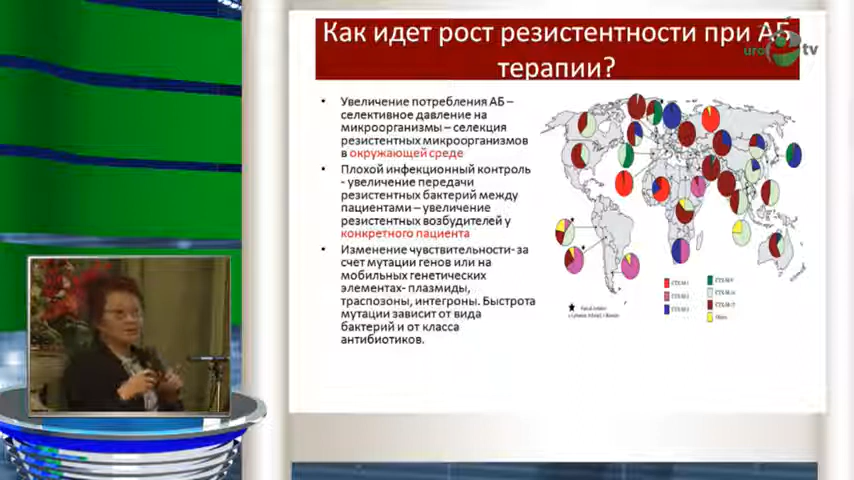 Как идет рост резистентности при АБ
терапии?
uro
tv
• Увеличение потребления АБ –
селективное давление на
микроорганизмы – селекция
резистентных микроорганизмов
в окружающей среде
• Плохой инфекционный контроль
- увеличение передачи
резистентных бактерий между
пациентами – увеличение
резистентных возбудителей у
конкретного пациента
• Изменение чувствительности- за
счет мутации генов или на
мобильных генетических
элементах- плазмиды,
траспозоны, интегроны. Быстрота
мутации зависит от вида
бактерий и от класса
антибиотиков.